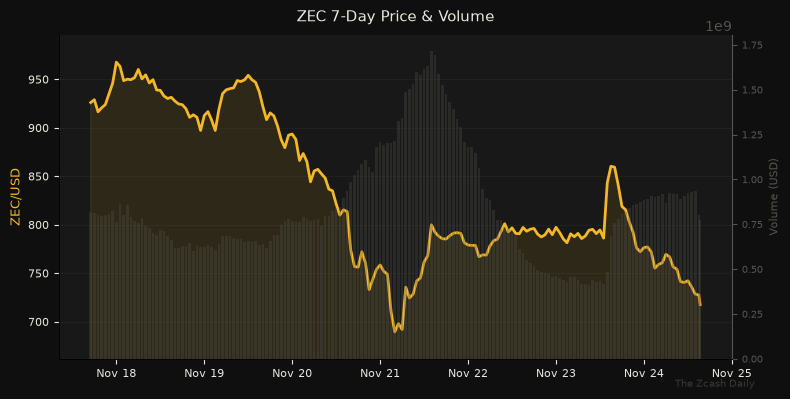 ZEC 7-Day Price & Volume
1e9
ZEC/USD
950
900
850
800
750
700
1.75
1.50
1.25
1.00
0.75
0.50
0.25
0.00
Volume (USD)
Nov 18 Nov 19 Nov 20 Nov 21 Nov 22 Nov 23 Nov 24 Nov 25
The Zcash Daily